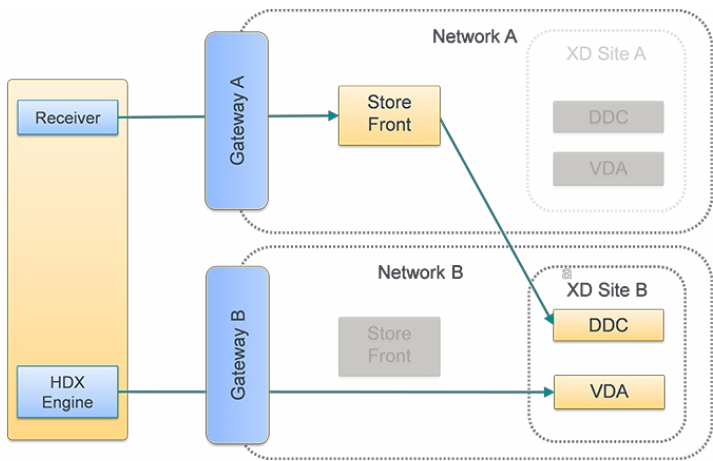 Network A
XD Site A
Receiver
Gateway A
Store
Front
DDC
VDA
Network B
XD Site B
Gateway B
Store
Front
DDC
HDX
Engine
VDA